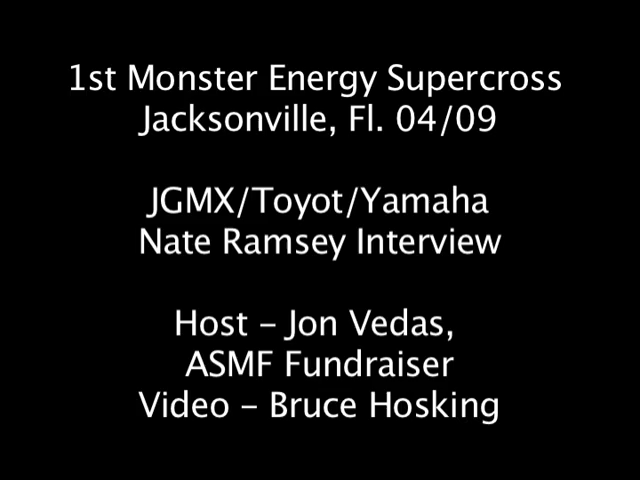 1st Monster Energy Supercross
Jacksonville, Fl. 04/09
JGMX/Toyot/Yamaha
Nate Ramsey Interview
Host – Jon Vedas,
ASMF Fundraiser
Video – Bruce Hosking